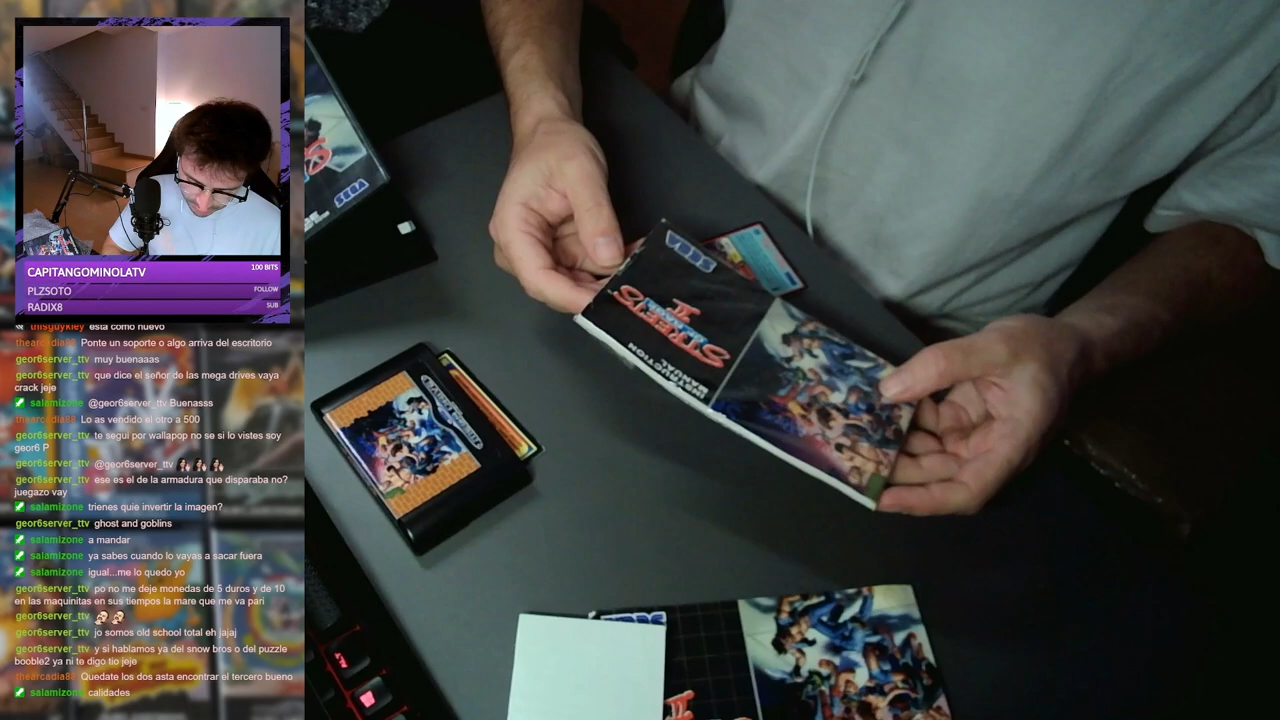 CAPITANGOMINOLATV
100 BITS
PLZSOTO
FOLLOW
RADIX8
SUB
thisguykley esta como nuevo
thearcadia88 Ponte un soporte o algo arriva del escritorio
geor6server_ttv muy buenaaas
geor6server_ttv que dice el señor de las mega drives vaya
crack jeje
salamizone @geor6server_ttv Buenasss
thearcadia88 Lo as vendido el otro a 500
geor6server_ttv te segui por wallapop no se si lo vistes soy
geor6 P
geor6server_ttv @geor6server_ttv
geor6server_ttv ese es el de la armadura que disparaba no?
juegazo vay
salamizone trienes quie invertir la imagen?
geor6server_ttv ghost and goblins
salamizone a mandar
salamizone ya sabes cuando lo vayas a sacar fuera
salamizone igual...me lo quedo yo
geor6server_ttv po no me deje monedas de 5 duros y de 10
en las maquinitas en sus tiempos la mare que me va pari
geor6server_ttv
geor6server_ttv jo somos old school total eh jajaj
geor6server_ttv y si hablamos ya del snow bros o del puzzle
booble2 ya ni te digo tio jeje
thearcadia88 Quedate los dos asta encontrar el tercero bueno
salamizone calidades
SEGA
SEGA
STREETS
II
INSTRUCTION
MANUAL
SEGA
II